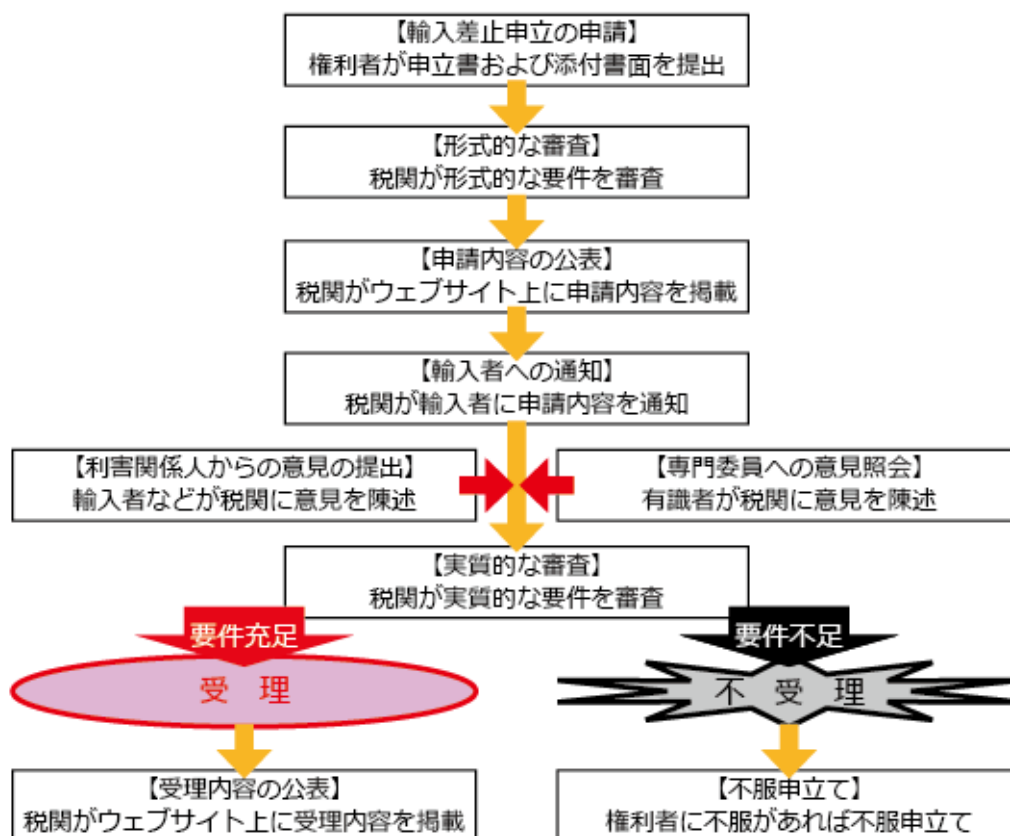 【輸入差止申立の申請】
権利者が申立書および添付書面を提出
【形式的な審査】
税関が形式的な要件を審査
【申請内容の公表】
税関がウェブサイト上に申請内容を掲載
【輸入者への通知】
税関が輸入者に申請内容を通知
【利害関係人からの意見の提出】
輸入者などが税関に意見を陳述
【専門委員への意見照会】
有識者が税関に意見を陳述
【実質的な審査】
税関が実質的な要件を審査
要件充足
受 理
【受理内容の公表】
税関がウェブサイト上に受理内容を掲載
要件不足
不 受 理
【不服申立て】
権利者に不服があれば不服申立て